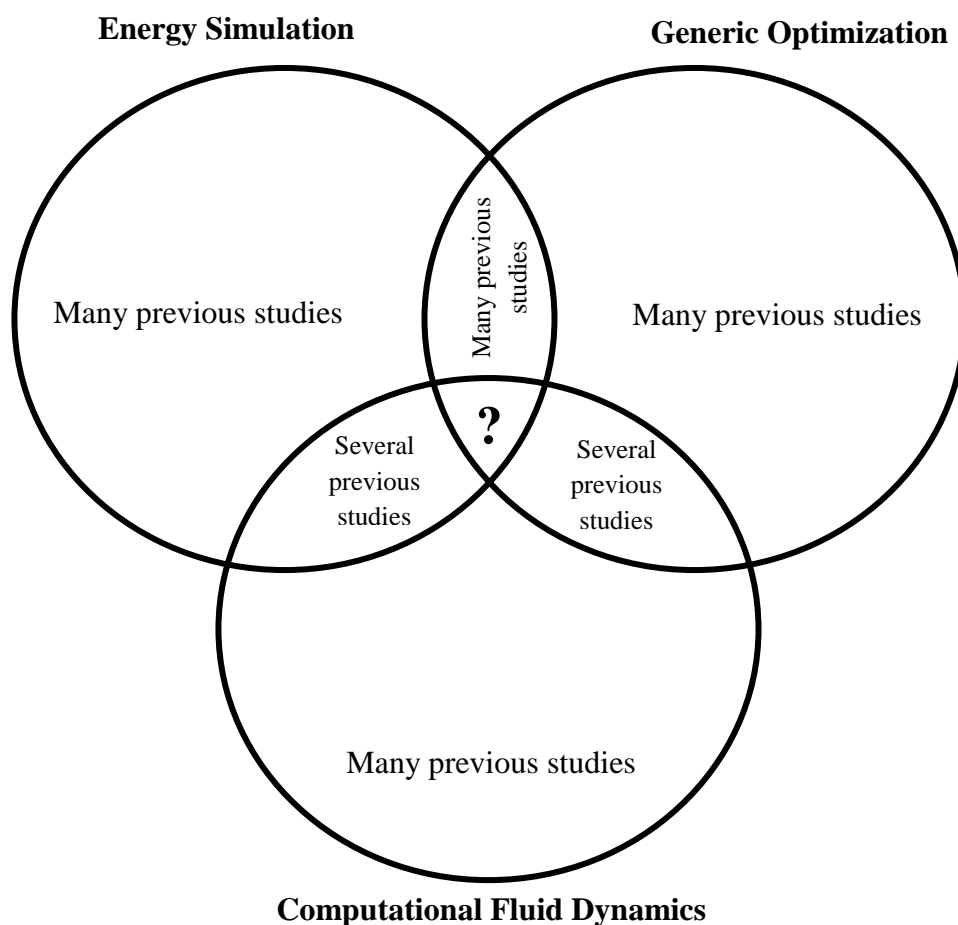 Energy Simulation
Generic Optimization
Many previous
studies
Many previous studies
Many previous studies
?
Several
previous
studies
Several
previous
studies
Many previous studies
Computational Fluid Dynamics